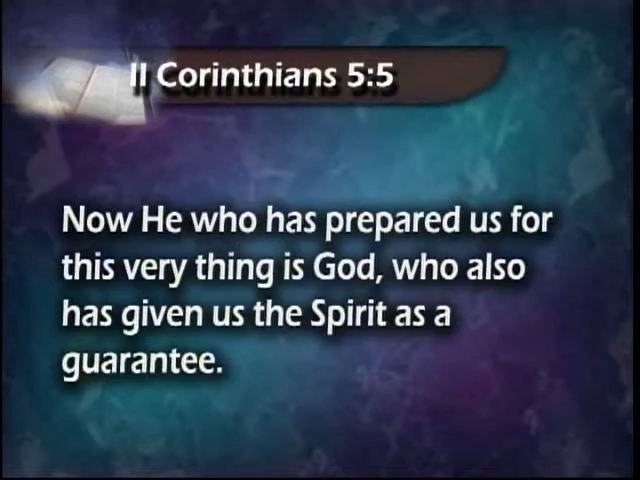 II Corinthians 5:5
Now He who has prepared us for
this very thing is God, who also
has given us the Spirit as a
guarantee.